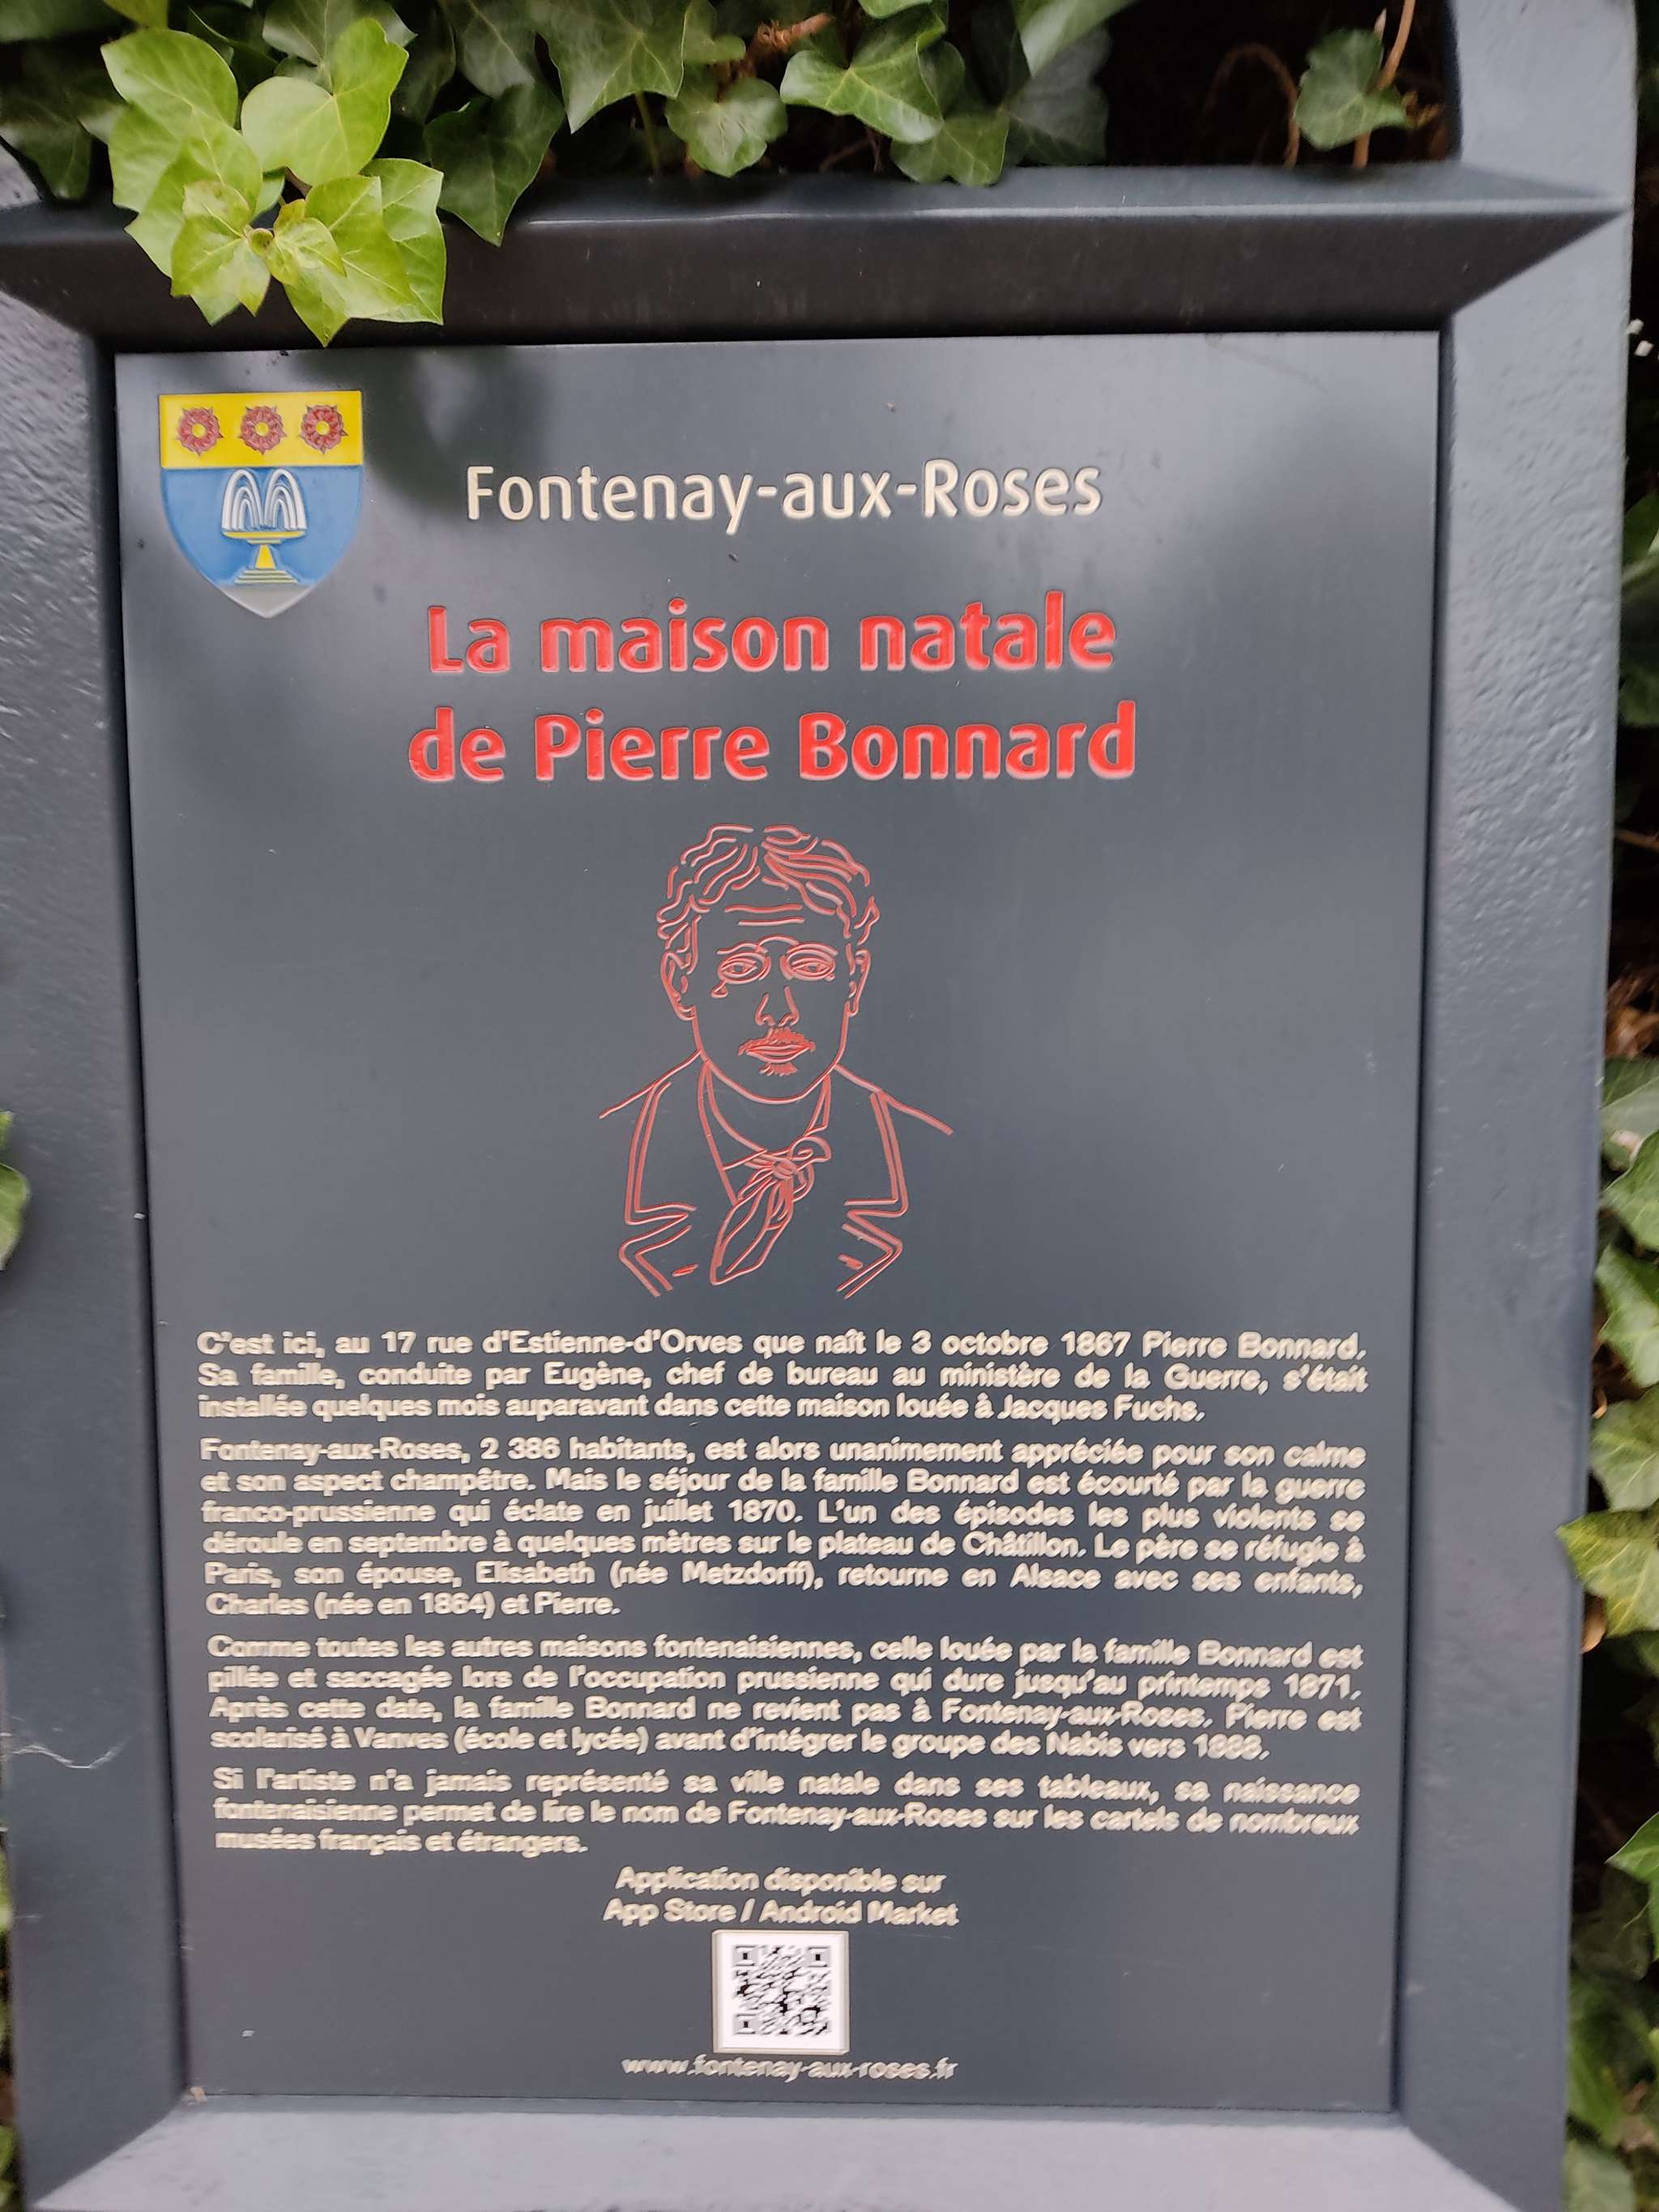 Fontenay-aux-Roses
La maison natale
de Pierre Bonnard
C'est ici, au 17 rue d'Estienne-d'Orves que naît le 3 octobre 1867 Pierre Bonnard.
Sa famille, conduite par Eugène, chef de bureau au ministère de la Guerre, s'était
installée quelques mois auparavant dans cette maison louée à Jacques Fuchs.
Fontenay-aux-Roses, 2 386 habitants, est alors unanimement appréciée pour son calme
et son aspect champêtre. Mais le séjour de la famille Bonnard est écourté par la guerre
franco-prussienne qui éclate en juillet 1870. L'un des épisodes les plus violents se
déroule en septembre à quelques mètres sur le plateau de Châtillon. Le père se réfugie à
Paris, son épouse, Elisabeth (née Metzdorff), retourne en Alsace avec ses enfants,
Charles (née en 1864) et Pierre.
Comme toutes les autres maisons fontenaisiennes, celle louée par la famille Bonnard est
pillée et saccagée lors de l'occupation prussienne qui dure jusqu'au printemps 1871.
Après cette date, la famille Bonnard ne revient pas à Fontenay-aux-Roses. Pierre est
scolarisé à Vanves (école et lycée) avant d'intégrer le groupe des Nabis vers 1888.
Si l'artiste n'a jamais représenté sa ville natale dans ses tableaux, sa naissance
fontenaisienne permet de lire le nom de Fontenay-aux-Roses sur les cartels de nombreux
musées français et étrangers.
Application disponible sur
App Store / Android Market
www.fontenay-aux-roses.fr